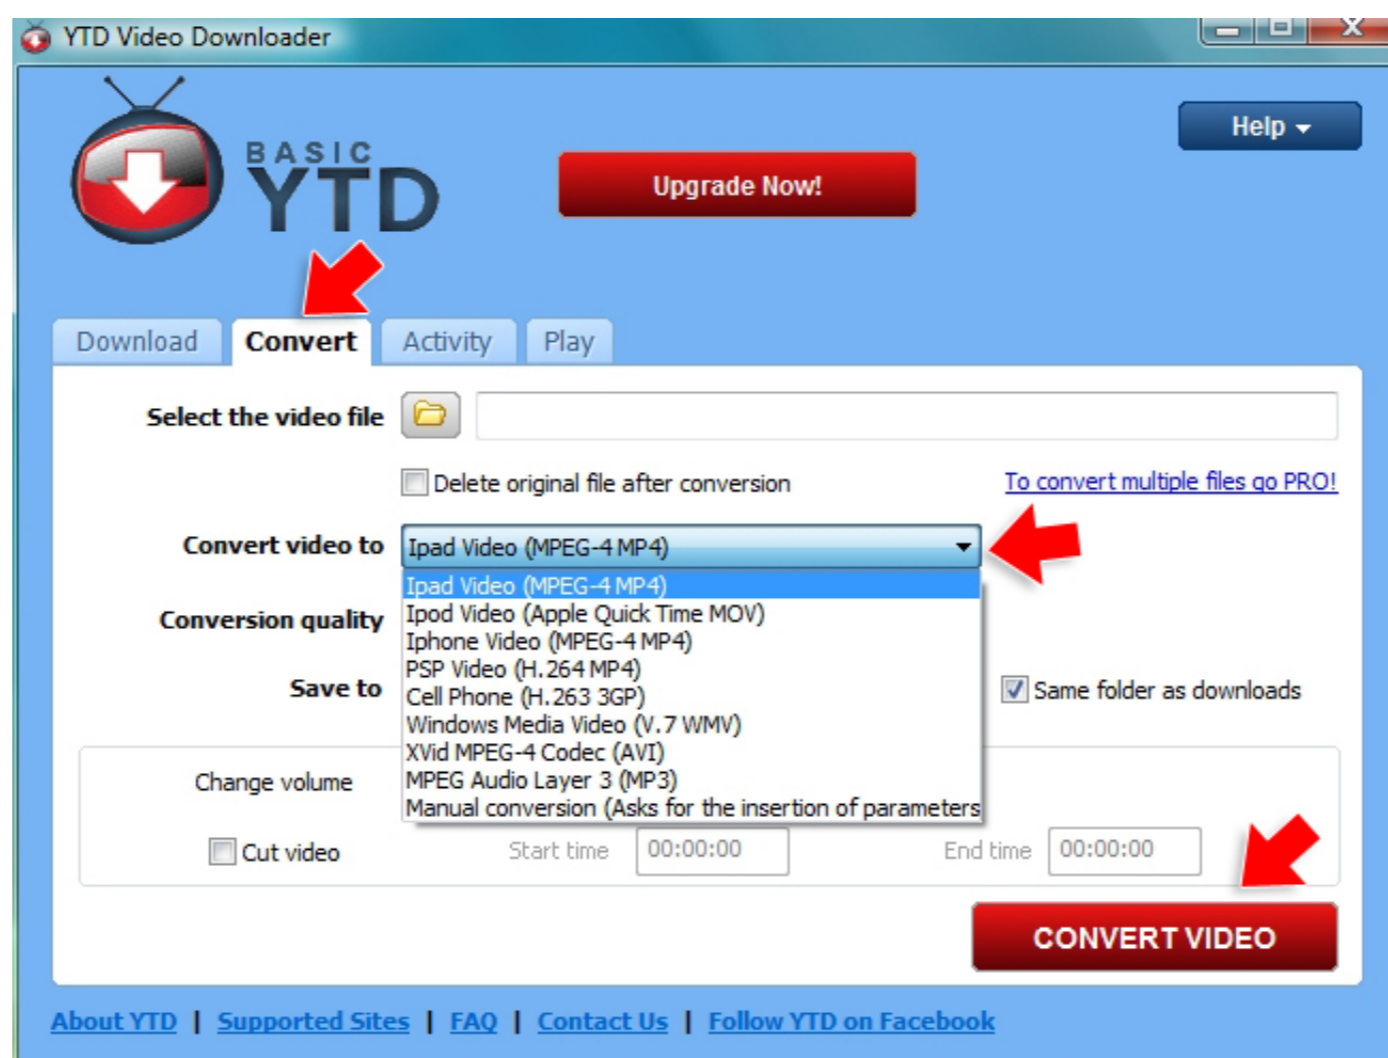 YTD Video Downloader
Help
BASIC
YTD
Upgrade Now!
Download Convert Activity Play
Select the video file
Delete original file after conversion To convert multiple files go PRO!
Convert video to Ipad Video (MPEG-4 MP4)
Ipad Video (MPEG-4 MP4)
Conversion quality Ipod Video (Apple Quick Time MOV)
Iphone Video (MPEG-4 MP4)
PSP Video (H.264 MP4)
Save to Cell Phone (H.263 3GP) Same folder as downloads
Windows Media Video (V.7 WMV)
XVid MPEG-4 Codec (AVI)
Change volume MPEG Audio Layer 3 (MP3)
Manual conversion (Asks for the insertion of parameters
Cut video Start time 00:00:00 End time 00:00:00
CONVERT VIDEO
About YTD | Supported Sites | FAQ | Contact Us | Follow YTD on Facebook